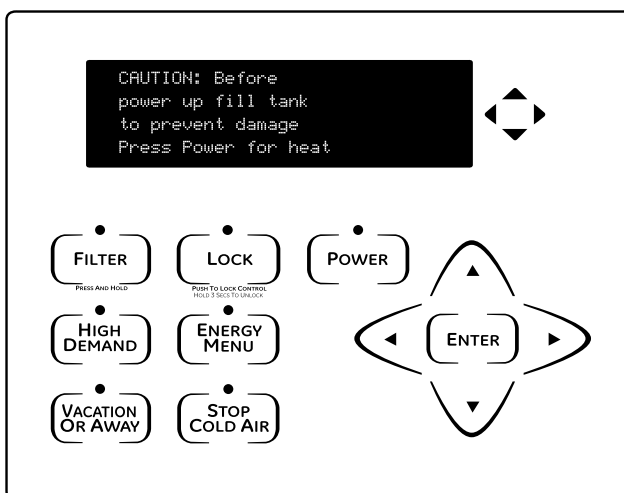 CAUTION: Before
power up fill tank
to prevent damage
Press Power for heat
FILTER
PRESS AND HOLD
LOCK
PUSH TO LOCK CONTROL
HOLD 3 SECS TO UNLOCK
POWER
HIGH
DEMAND
ENERGY
MENU
ENTER
VACATION
OR AWAY
STOP
COLD AIR